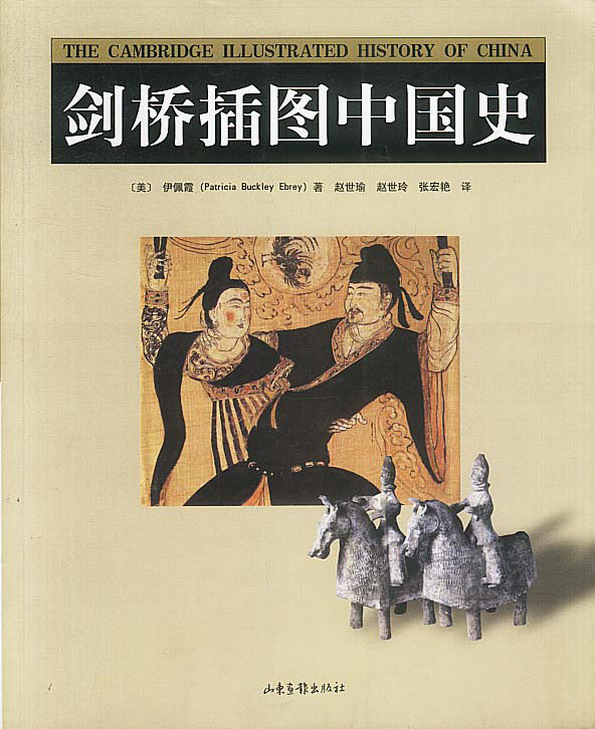 THE CAMBRIDGE ILLUSTRATED HISTORY OF CHINA
剑桥插图中国史
〔美〕 伊佩霞 (Patricia Buckley Ebrey) 著 赵世瑜 赵世玲 张宏艳 译
山东画报出版社